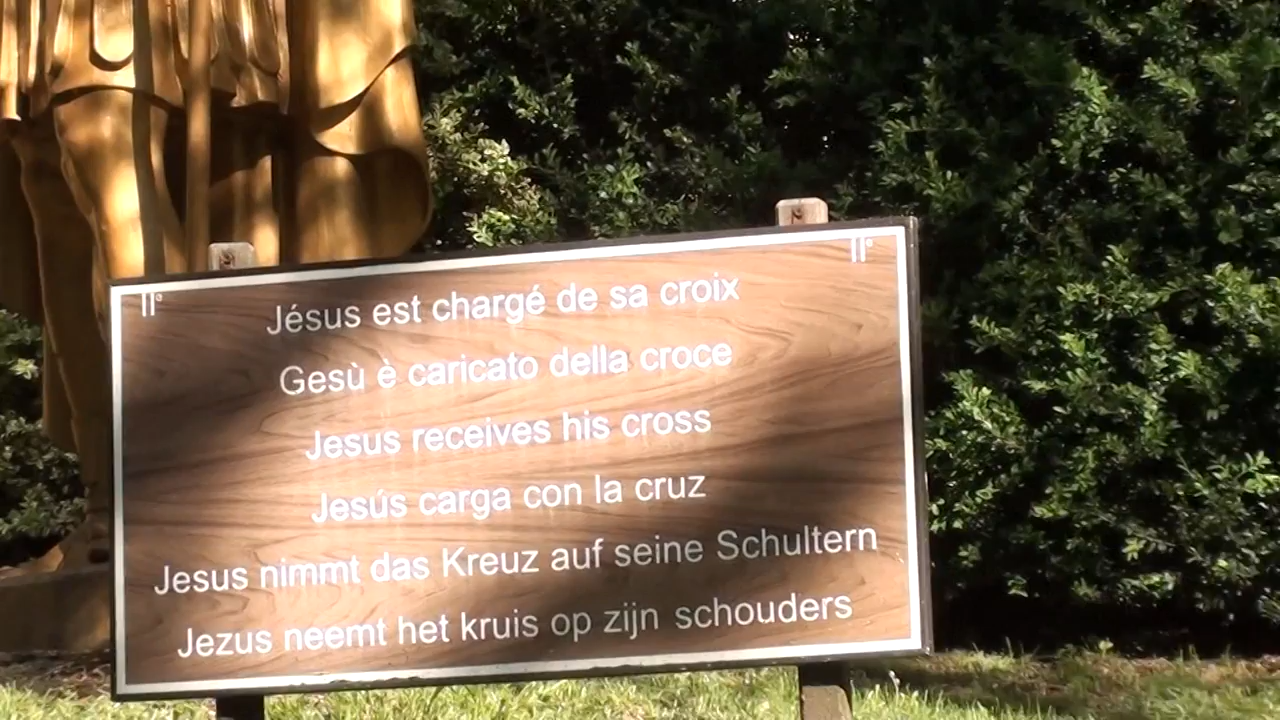 II° II°
Jésus est chargé de sa croix
Gesù è caricato della croce
Jesus receives his cross
Jesús carga con la cruz
Jesus nimmt das Kreuz auf seine Schultern
Jezus neemt het kruis op zijn schouders